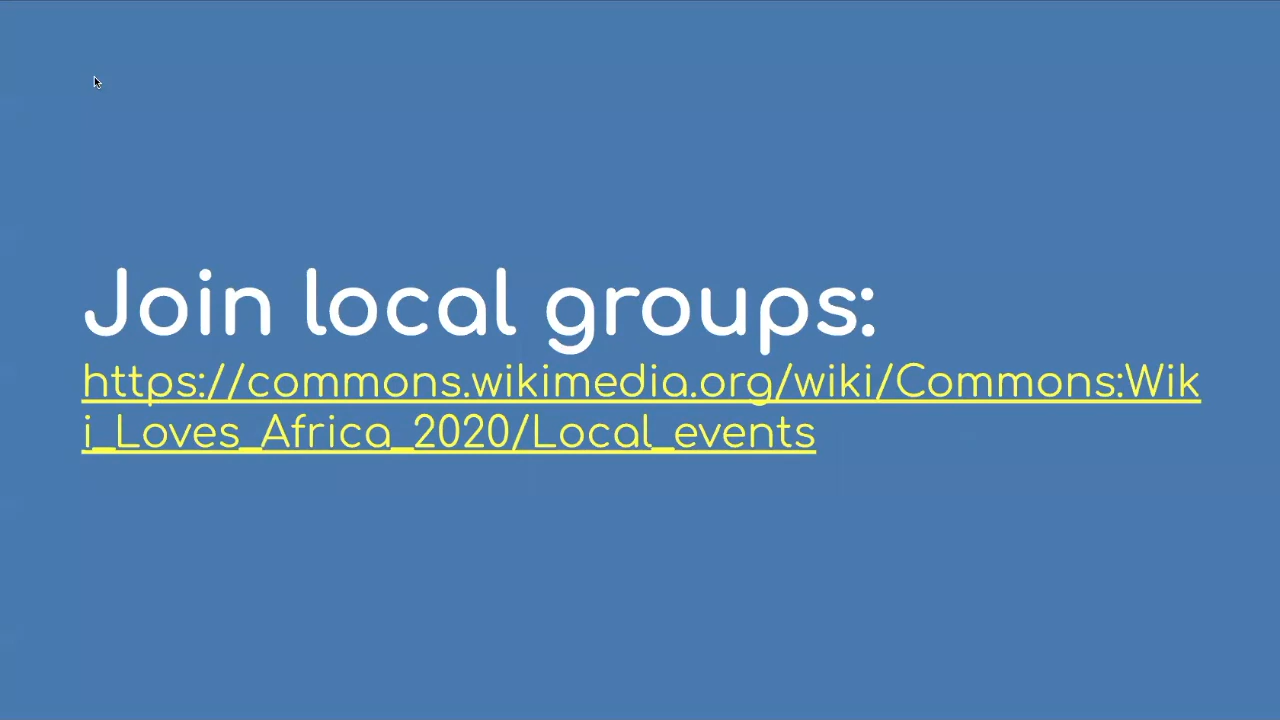 Join local groups:
https://commons.wikimedia.org/wiki/Commons:Wik
i_Loves_Africa_2020/Local_events